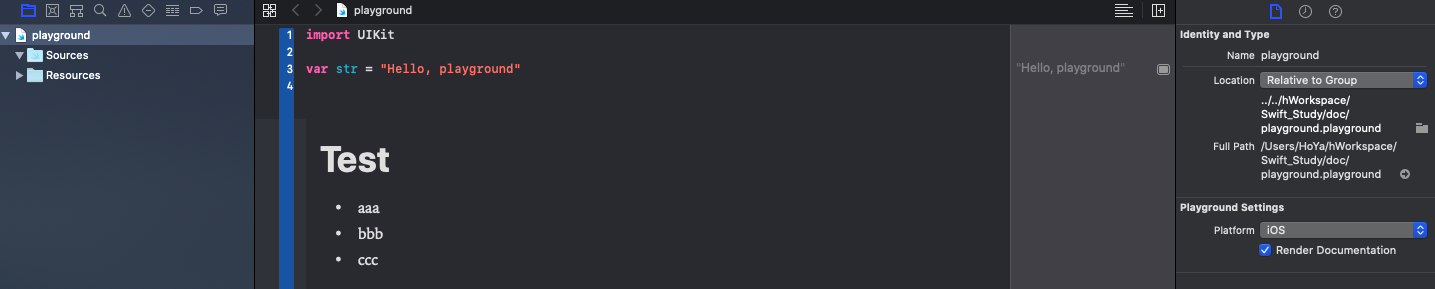 playground
Sources
Resources
playground
1 import UIKit
2
3 var str = "Hello, playground"
4
"Hello, playground"
Test
• aaa
• bbb
• ccc
Identity and Type
Name playground
Location Relative to Group
../../hWorkspace/
Swift_Study/doc/
playground.playground
Full Path /Users/HoYa/hWorkspace/
Swift_Study/doc/
playground.playground
Playground Settings
Platform iOS
Render Documentation